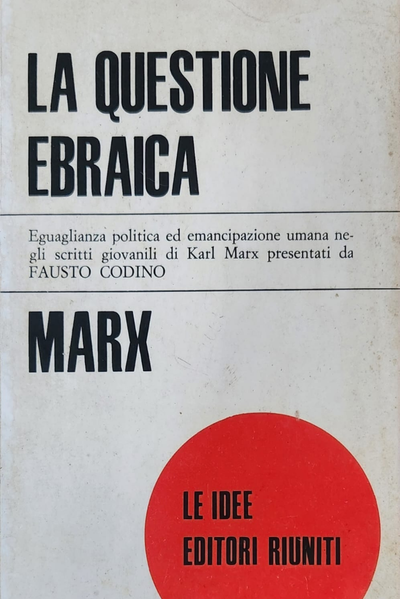 LA QUESTIONE
EBRAICA
Eguaglianza politica ed emancipazione umana ne-
gli scritti giovanili di Karl Marx presentati da
FAUSTO CODINO
MARX
LE IDEE
EDITORI RIUNITI